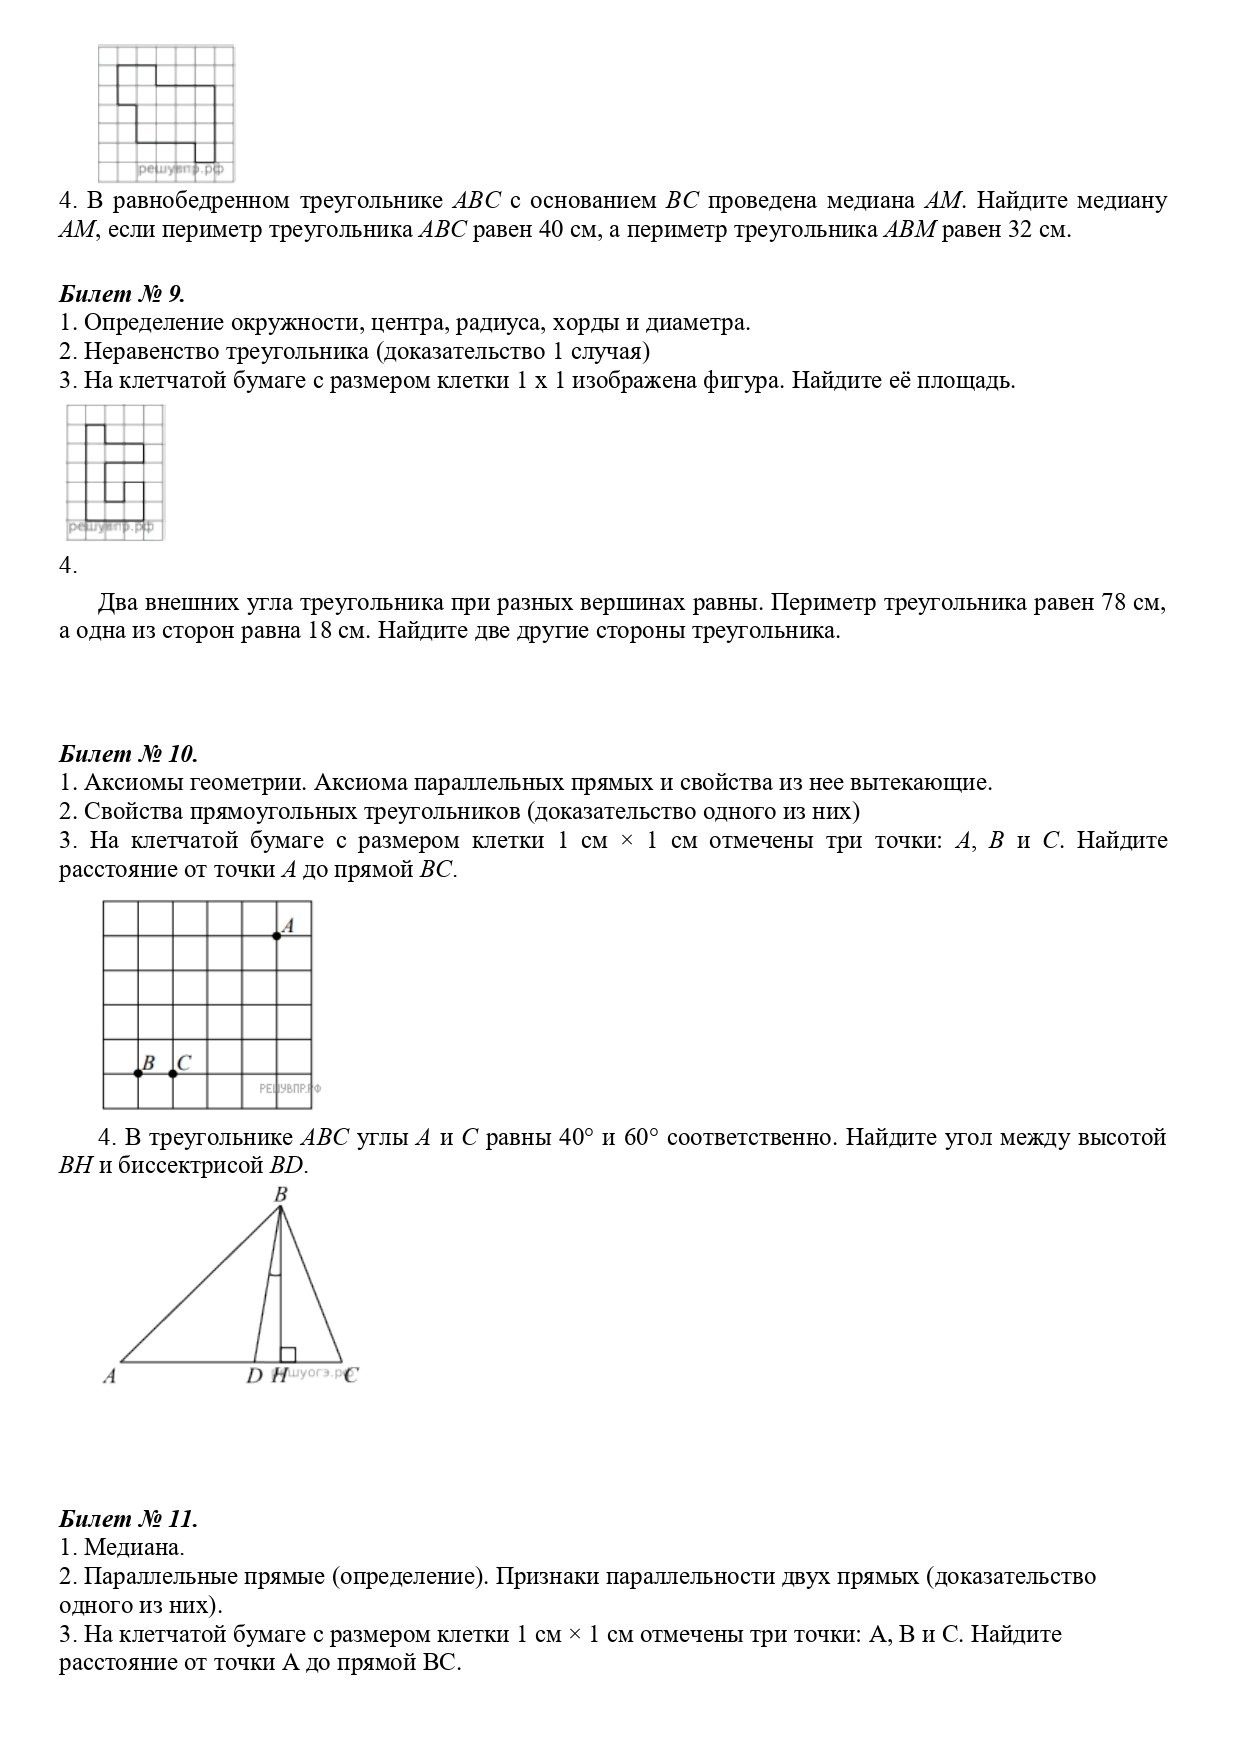 решувпр.рф
4. В равнобедренном треугольнике ABC с основанием BC проведена медиана AM. Найдите медиану
AM, если периметр треугольника ABC равен 40 см, а периметр треугольника ABM равен 32 см.
Билет № 9.
1. Определение окружности, центра, радиуса, хорды и диаметра.
2. Неравенство треугольника (доказательство 1 случая)
3. На клетчатой бумаге с размером клетки 1 x 1 изображена фигура. Найдите её площадь.
решувпр.рф
4.
Два внешних угла треугольника при разных вершинах равны. Периметр треугольника равен 78 см,
а одна из сторон равна 18 см. Найдите две другие стороны треугольника.
Билет № 10.
1. Аксиомы геометрии. Аксиома параллельных прямых и свойства из нее вытекающие.
2. Свойства прямоугольных треугольников (доказательство одного из них)
3. На клетчатой бумаге с размером клетки 1 см × 1 см отмечены три точки: A, B и C. Найдите
расстояние от точки A до прямой BC.
A
B C
РЕШУВПР.РФ
4. В треугольнике ABC углы A и C равны 40° и 60° соответственно. Найдите угол между высотой
BH и биссектрисой BD.
B
A D H C
решуогэ.рф
Билет № 11.
1. Медиана.
2. Параллельные прямые (определение). Признаки параллельности двух прямых (доказательство
одного из них).
3. На клетчатой бумаге с размером клетки 1 см × 1 см отмечены три точки: А, В и С. Найдите
расстояние от точки А до прямой ВС.